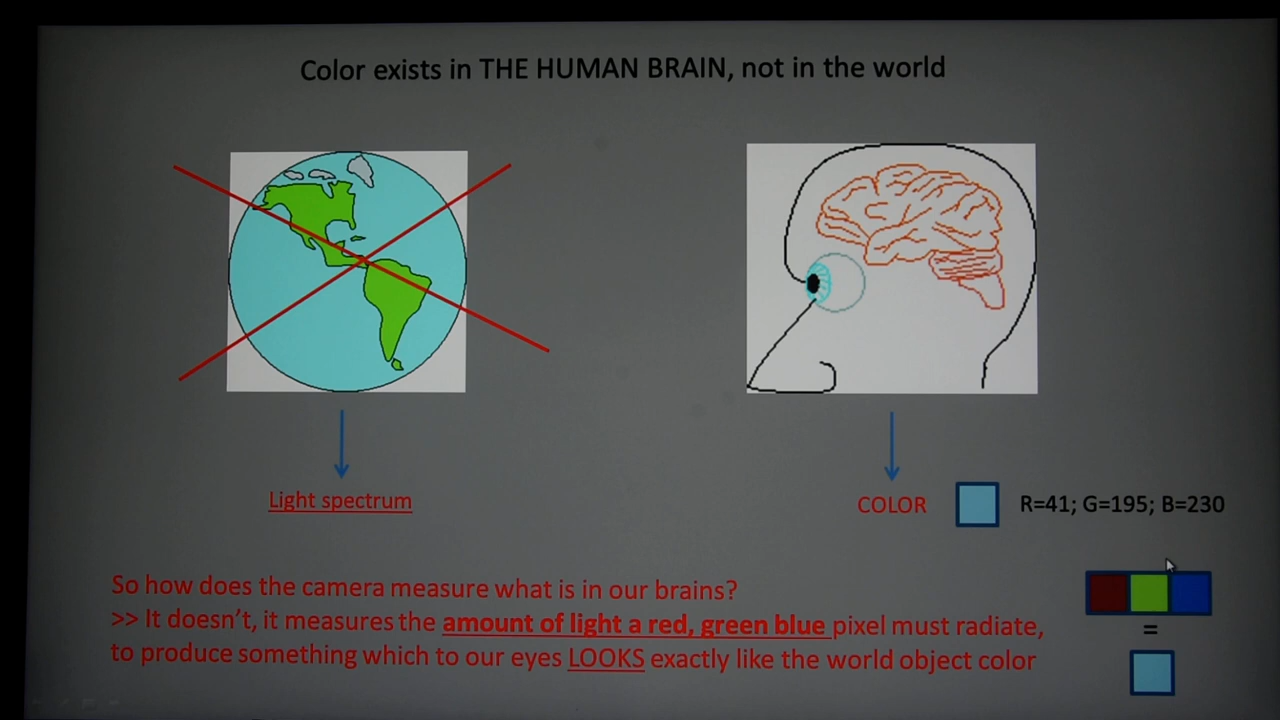 Color exists in THE HUMAN BRAIN, not in the world
Light spectrum
COLOR
R=41; G=195; B=230
So how does the camera measure what is in our brains?
>> It doesn't, it measures the amount of light a red, green blue pixel must radiate,
to produce something which to our eyes LOOKS exactly like the world object color
=